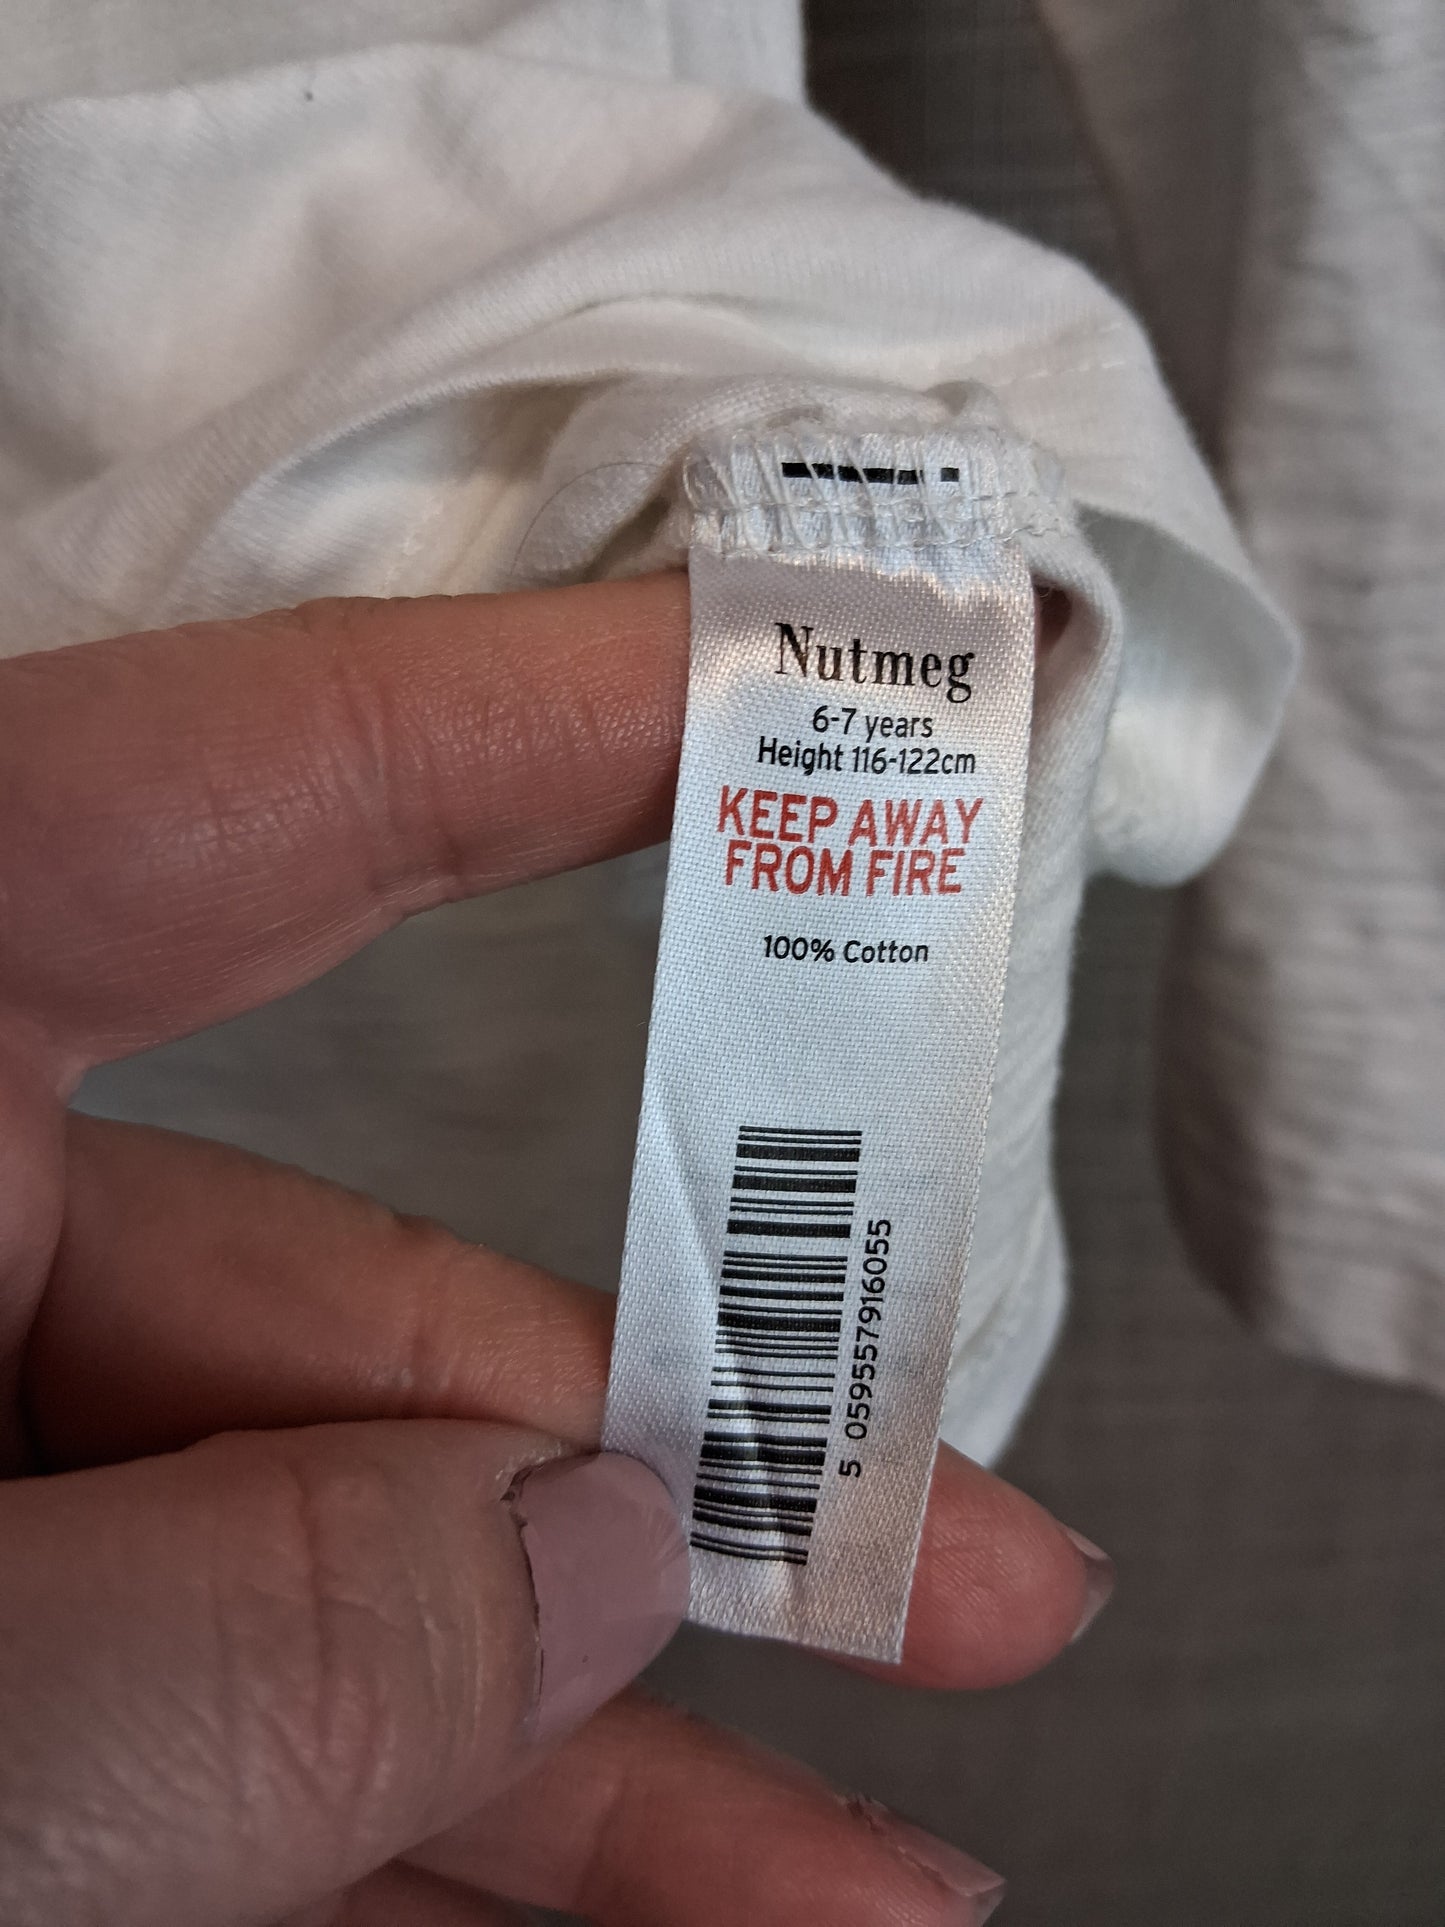 Nutmeg
6-7 years
Height 116-122cm
KEEP AWAY
FROM FIRE
100% Cotton
5 059557916055